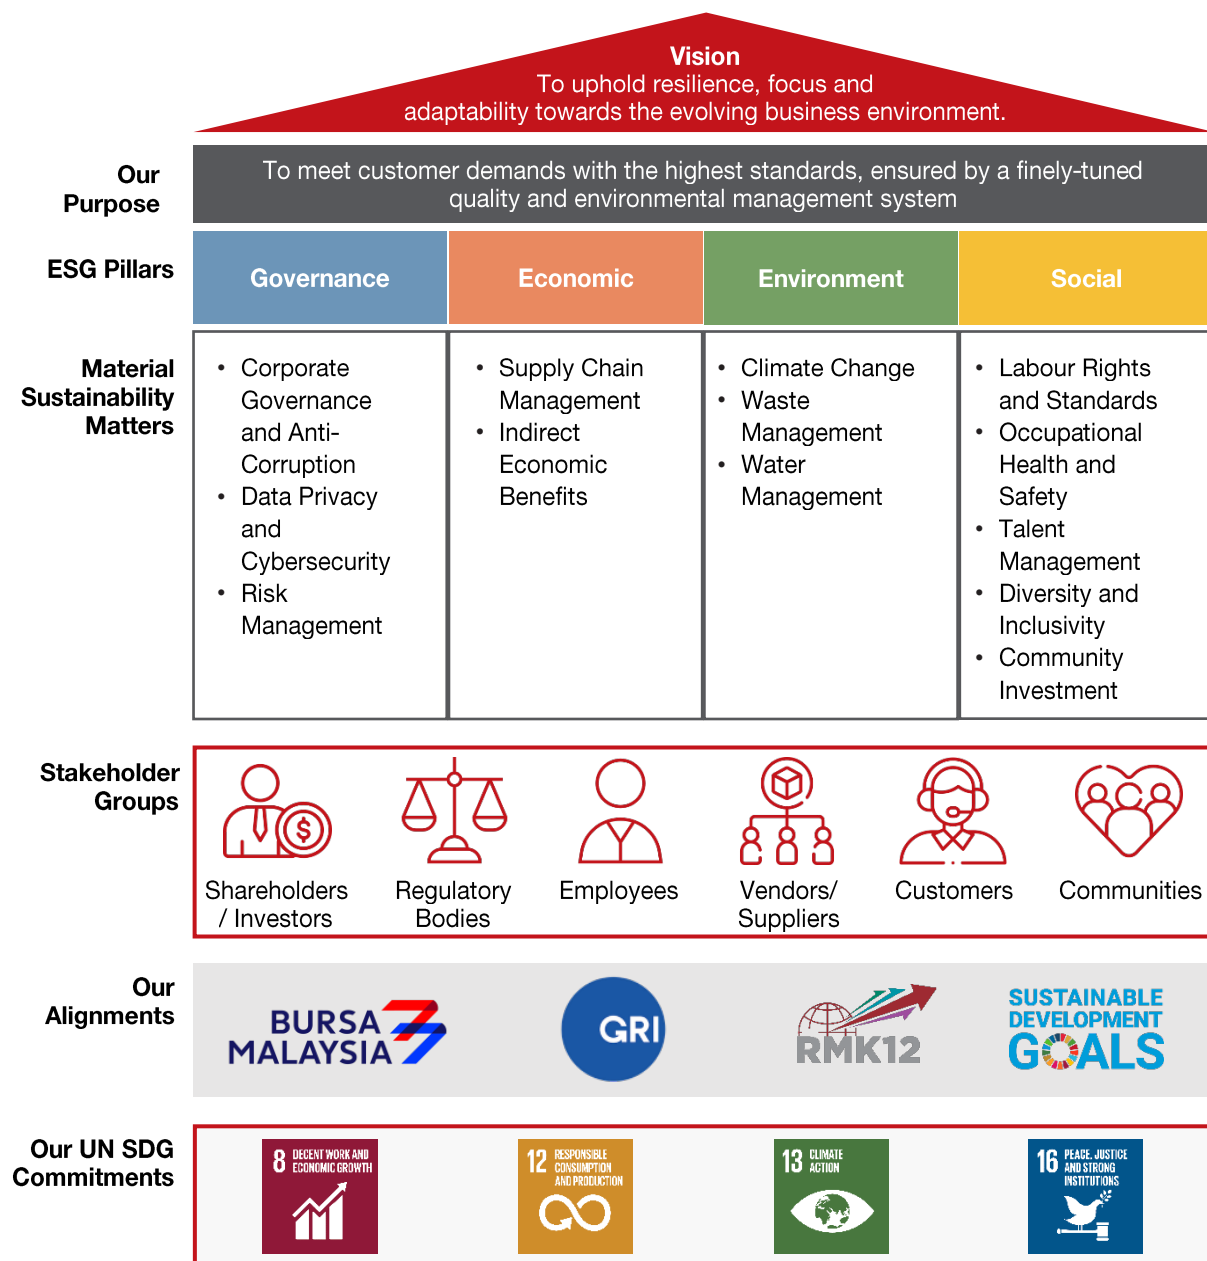 Vision
To uphold resilience, focus and
adaptability towards the evolving business environment.
Our
Purpose
To meet customer demands with the highest standards, ensured by a finely-tuned
quality and environmental management system
ESG Pillars
Governance
Economic
Environment
Social
Material
Sustainability
Matters
• Corporate
Governance
and Anti-
Corruption
• Data Privacy
and
Cybersecurity
• Risk
Management
• Supply Chain
Management
• Indirect
Economic
Benefits
• Climate Change
• Waste
Management
• Water
Management
• Labour Rights
and Standards
• Occupational
Health and
Safety
• Talent
Management
• Diversity and
Inclusivity
• Community
Investment
Stakeholder
Groups
$
Shareholders
/ Investors
Regulatory
Bodies
Employees
Vendors/
Suppliers
Customers
Communities
Our
Alignments
BURSA
MALAYSIA
GRI
RMK12
SUSTAINABLE
DEVELOPMENT
GOALS
Our UN SDG
Commitments
8 DECENT WORK AND
ECONOMIC GROWTH
12 RESPONSIBLE
CONSUMPTION
AND PRODUCTION
13 CLIMATE
ACTION
16 PEACE, JUSTICE
AND STRONG
INSTITUTIONS